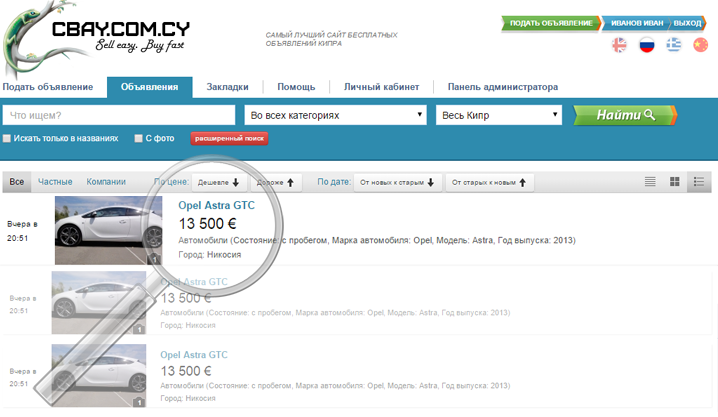 CBAY.COM.CY
Sell easy. Buy fast
САМЫЙ ЛУЧШИЙ САЙТ БЕСПЛАТНЫХ
ОБЪЯВЛЕНИЙ КИПРА
ПОДАТЬ ОБЪЯВЛЕНИЕ
ИВАНОВ ИВАН / ВЫХОД
Подать объявление
Объявления
Закладки
Помощь
Личный кабинет
Панель администратора
Что ищем?
Во всех категориях
Весь Кипр
Найти
Искать только в названиях
С фото
расширенный поиск
Все
Частные
Компании
По цене:
Дешевле
Дороже
По дате:
От новых к старым
От старых к новым
Вчера в
20:51
1
Opel Astra GTC
13 500 €
Автомобили (Состояние: с пробегом, Марка автомобиля: Opel, Модель: Astra, Год выпуска: 2013)
Город: Никосия
Вчера в
20:51
1
Opel Astra GTC
13 500 €
Автомобили (Состояние: с пробегом, Марка автомобиля: Opel, Модель: Astra, Год выпуска: 2013)
Город: Никосия
Вчера в
20:51
1
Opel Astra GTC
13 500 €
Автомобили (Состояние: с пробегом, Марка автомобиля: Opel, Модель: Astra, Год выпуска: 2013)
Город: Никосия